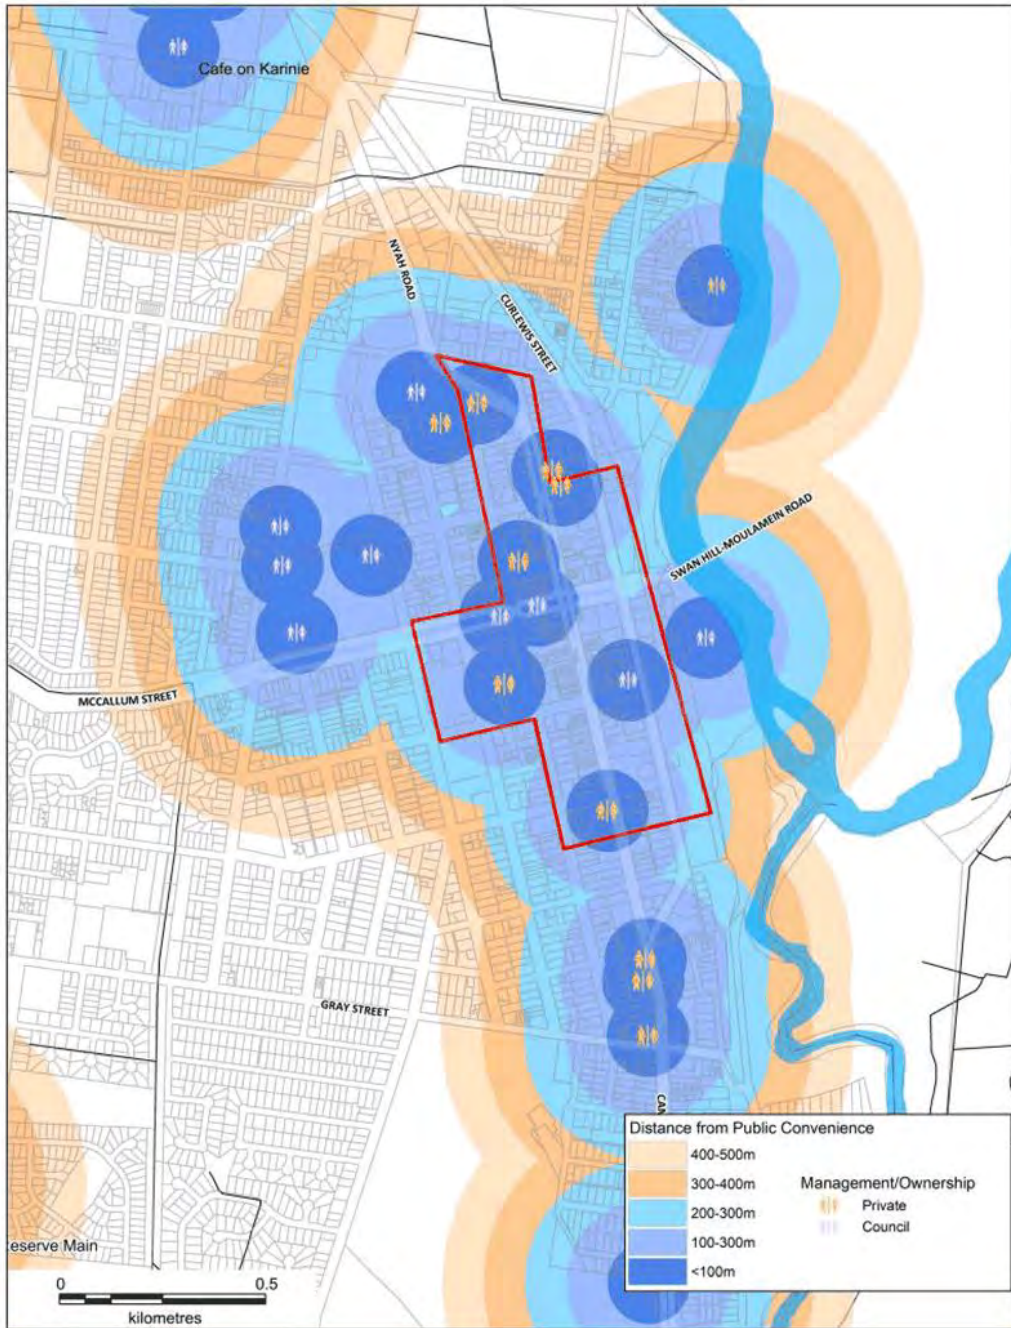 Cafe on Karinie
NYAH ROAD
CURLEWIS STREET
SWAN HILL-MOULAMEIN ROAD
MCCALLUM STREET
GRAY STREET
CAM
eserve Main
0 0.5
kilometres
Distance from Public Convenience
400-500m
300-400m
200-300m
100-300m
<100m
Management/Ownership
Private
Council